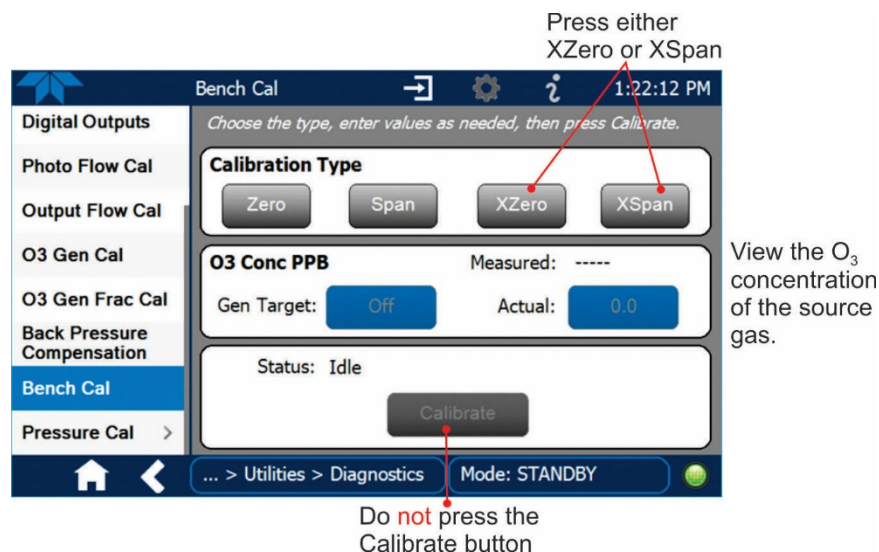 Press either
XZero or XSpan
Bench Cal
1:22:12 PM
Digital Outputs
Photo Flow Cal
Output Flow Cal
O3 Gen Cal
O3 Gen Frac Cal
Back Pressure
Compensation
Bench Cal
Pressure Cal >
Choose the type, enter values as needed, then press Calibrate.
Calibration Type
Zero Span XZero XSpan
O3 Conc PPB Measured: -----
Gen Target: Off Actual: 0.0
Status: Idle
Calibrate
View the O₃
concentration
of the source
gas.
... > Utilities > Diagnostics
Mode: STANDBY
Do not press the
Calibrate button